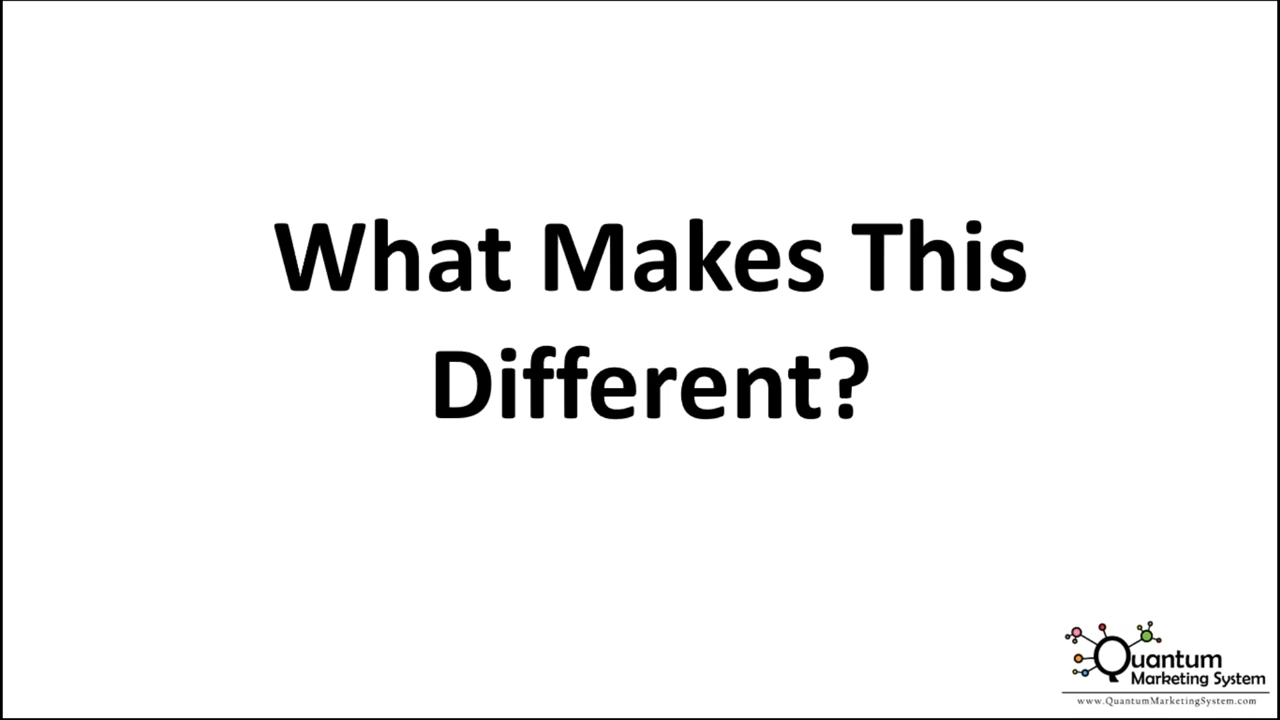 What Makes This
Different?
Quantum
Marketing System
www.QuantumMarketingSystem.com